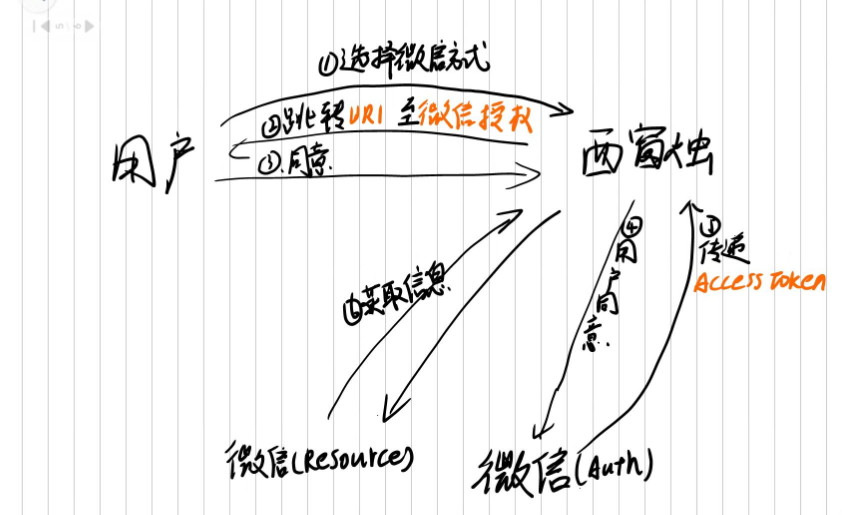 ①选择微信方式
②跳转URI 至微信授权
用户
③.同意.
西窗烛
④用户同意.
⑤传递
Access Token
⑥获取信息
微信(Resource)
微信(Auth)